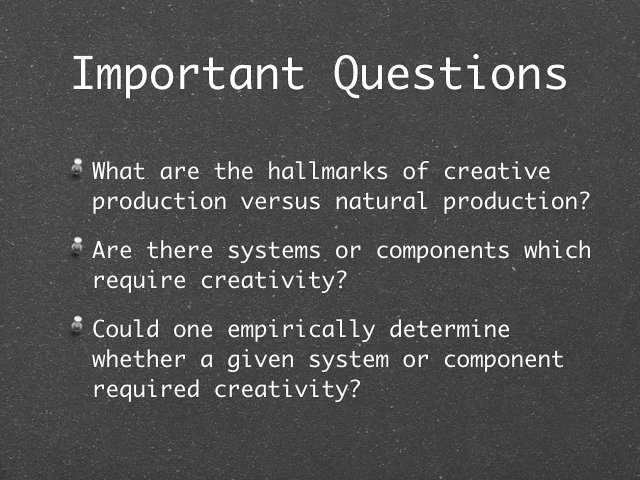 Important Questions
What are the hallmarks of creative
production versus natural production?
Are there systems or components which
require creativity?
Could one empirically determine
whether a given system or component
required creativity?